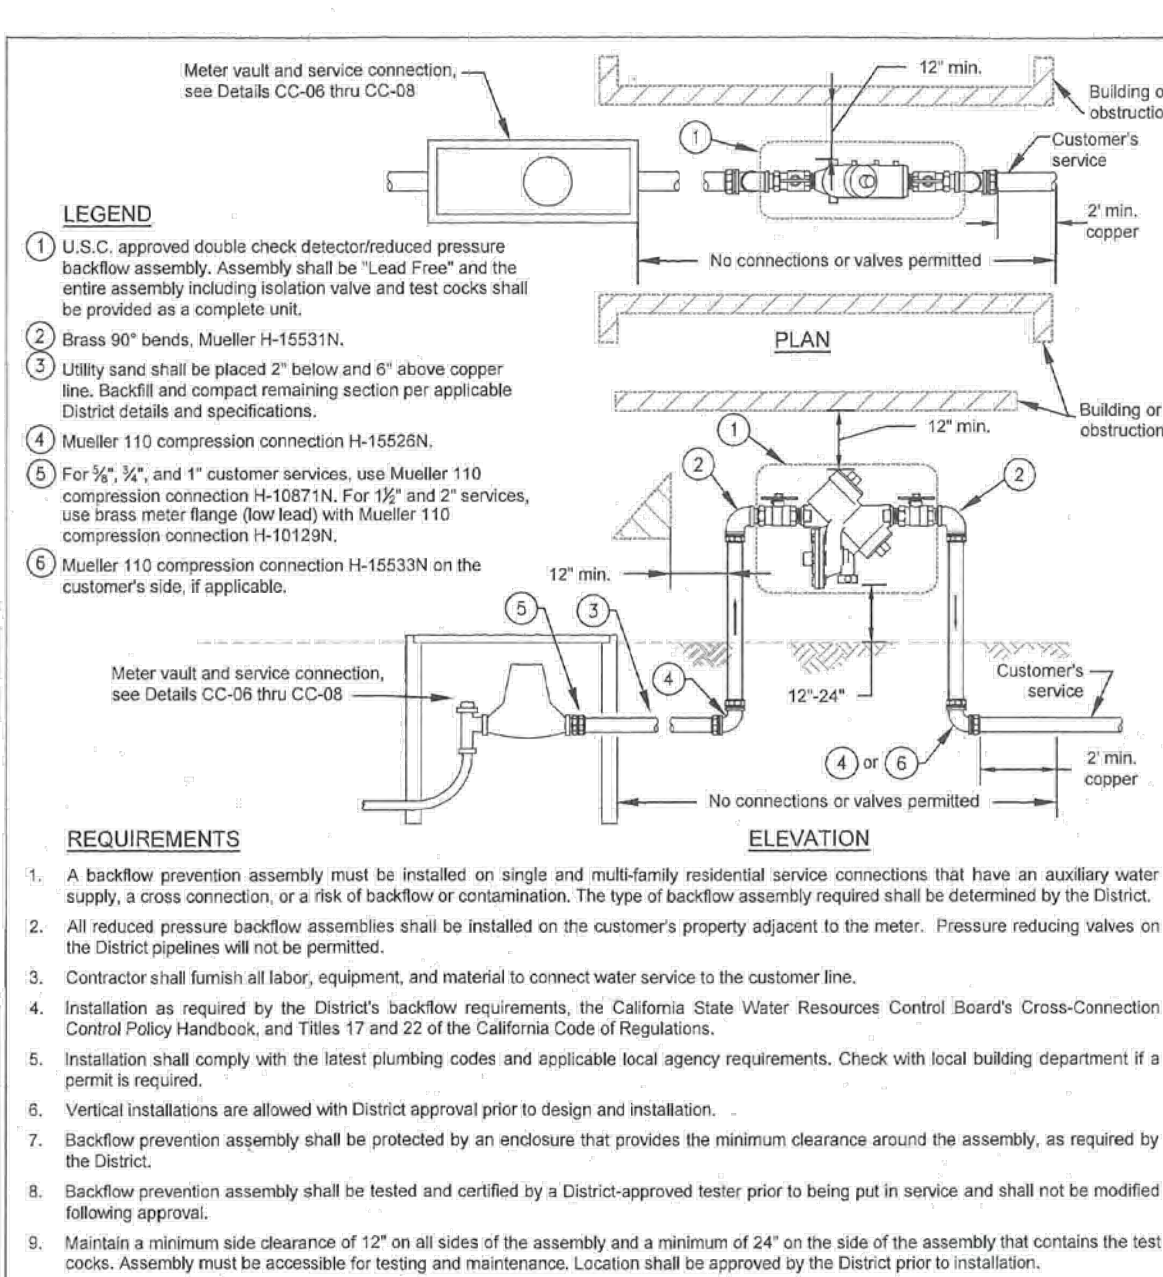 Meter vault and service connection,
see Details CC-06 thru CC-08
12" min.
Building
obstructio
1
Customer's
service
2' min.
copper
No connections or valves permitted
PLAN
LEGEND
1 U.S.C. approved double check detector/reduced pressure
backflow assembly. Assembly shall be "Lead Free" and the
entire assembly including isolation valve and test cocks shall
be provided as a complete unit.
2 Brass 90° bends, Mueller H-15531N.
3 Utility sand shall be placed 2" below and 6" above copper
line. Backfill and compact remaining section per applicable
District details and specifications.
4 Mueller 110 compression connection H-15526N.
5 For ⅝", ¾", and 1" customer services, use Mueller 110
compression connection H-10871N. For 1½" and 2" services,
use brass meter flange (low lead) with Mueller 110
compression connection H-10129N.
6 Mueller 110 compression connection H-15533N on the
customer's side, if applicable.
Building or
obstruction
12" min.
1
2
2
12" min.
5
3
Meter vault and service connection,
see Details CC-06 thru CC-08
4
12"-24"
Customer's
service
4 or 6
2' min.
copper
No connections or valves permitted
ELEVATION
REQUIREMENTS
1. A backflow prevention assembly must be installed on single and multi-family residential service connections that have an auxiliary water
supply, a cross connection, or a risk of backflow or contamination. The type of backflow assembly required shall be determined by the District.
2. All reduced pressure backflow assemblies shall be installed on the customer's property adjacent to the meter. Pressure reducing valves on
the District pipelines will not be permitted.
3. Contractor shall furnish all labor, equipment, and material to connect water service to the customer line.
4. Installation as required by the District's backflow requirements, the California State Water Resources Control Board's Cross-Connection
Control Policy Handbook, and Titles 17 and 22 of the California Code of Regulations.
5. Installation shall comply with the latest plumbing codes and applicable local agency requirements. Check with local building department if a
permit is required.
6. Vertical installations are allowed with District approval prior to design and installation.
7. Backflow prevention assembly shall be protected by an enclosure that provides the minimum clearance around the assembly, as required by
the District.
8. Backflow prevention assembly shall be tested and certified by a District-approved tester prior to being put in service and shall not be modified
following approval.
9. Maintain a minimum side clearance of 12" on all sides of the assembly and a minimum of 24" on the side of the assembly that contains the test
cocks. Assembly must be accessible for testing and maintenance. Location shall be approved by the District prior to installation.